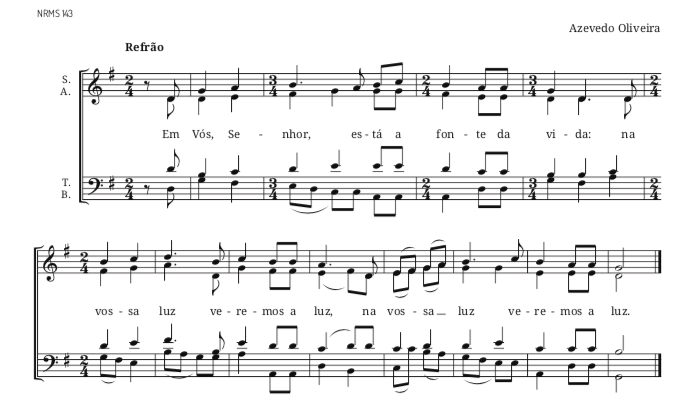 NRMS 143
Azevedo Oliveira
Refrão
S.
A.
Em Vós, Se - nhor, es - tá a fon - te da vi - da: na
T.
B.
vos - sa luz ve - re - mos a luz, na vos - sa luz ve - re - mos a luz.